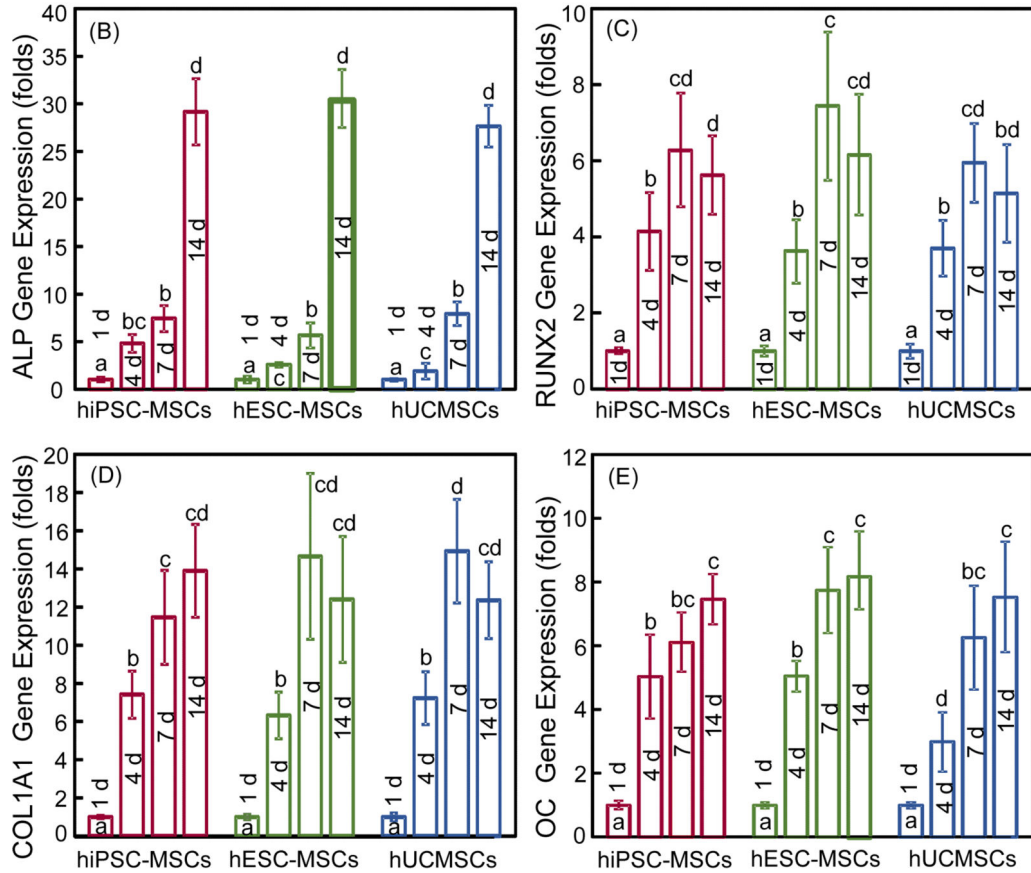 (B)
ALP Gene Expression (folds)
40
35
30
25
20
15
10
5
0
1 d
a
bc
4 d
b
7 d
d
14 d
1 d
a
4 d
c
b
7 d
d
14 d
1 d
a
4 d
c
b
7 d
d
14 d
hiPSC-MSCs hESC-MSCs hUCMSCs
(C)
RUNX2 Gene Expression (folds)
10
8
6
4
2
0
a
1d
b
4 d
cd
7 d
d
14 d
a
1d
b
4 d
c
7 d
cd
14 d
a
1d
b
4 d
cd
7 d
bd
14 d
hiPSC-MSCs hESC-MSCs hUCMSCs
(D)
COL1A1 Gene Expression (folds)
20
18
16
14
12
10
8
6
4
2
0
1 d
a
b
4 d
c
7 d
cd
14 d
1 d
a
b
4 d
cd
7 d
cd
14 d
1 d
a
b
4 d
d
7 d
cd
14 d
hiPSC-MSCs hESC-MSCs hUCMSCs
(E)
OC Gene Expression (folds)
12
10
8
6
4
2
0
1 d
a
b
4 d
bc
7 d
c
14 d
1 d
a
b
4 d
c
7 d
c
14 d
1 d
a
d
4 d
bc
7 d
c
14 d
hiPSC-MSCs hESC-MSCs hUCMSCs